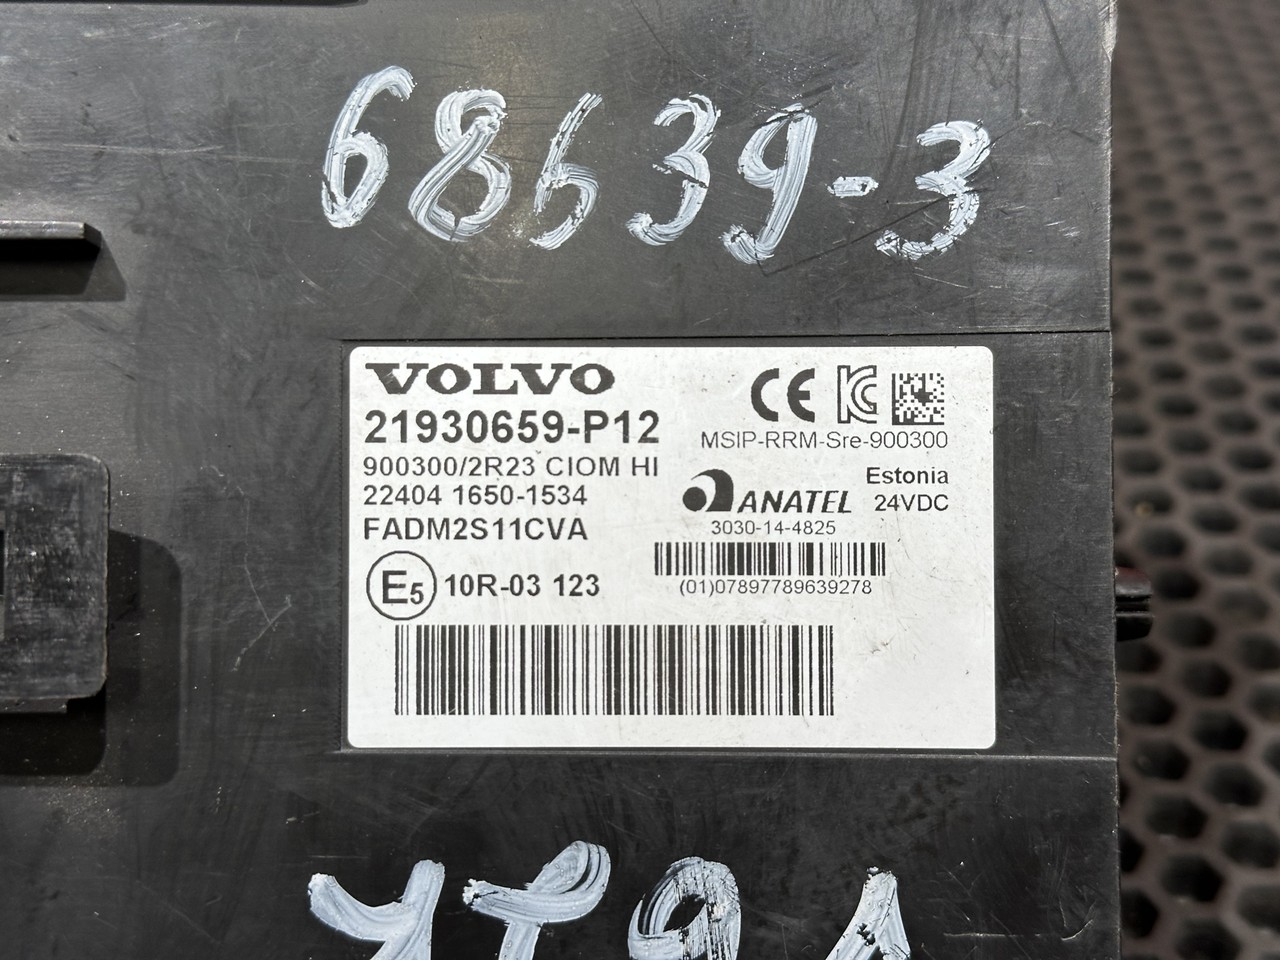 68539-3
VOLVO
21930659-P12
900300/2R23 CIOM HI
22404 1650-1534
FADM2S11CVA
E5 10R-03 123
CE
MSIP-RRM-Sre-900300
ANATEL
3030-14-4825
Estonia
24VDC
(01)07897789639278